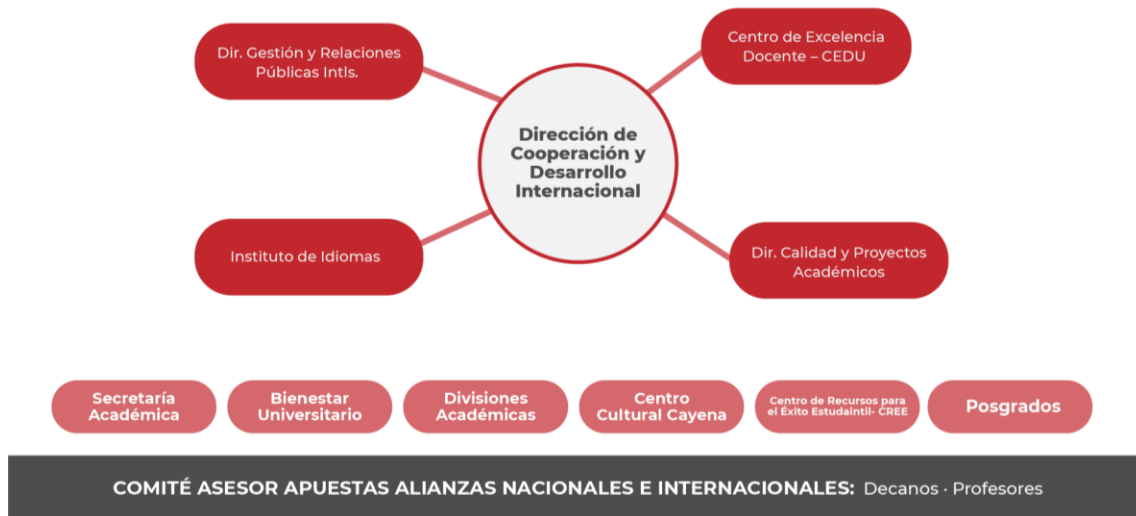 Dir. Gestión y Relaciones
Públicas Intls.
Centro de Excelencia
Docente – CEDU
Dirección de
Cooperación y
Desarrollo
Internacional
Instituto de Idiomas
Dir. Calidad y Proyectos
Académicos
Secretaría
Académica
Bienestar
Universitario
Divisiones
Académicas
Centro
Cultural Cayena
Centro de Recursos para
el Éxito Estudaintil- CREE
Posgrados
COMITÉ ASESOR APUESTAS ALIANZAS NACIONALES E INTERNACIONALES: Decanos · Profesores